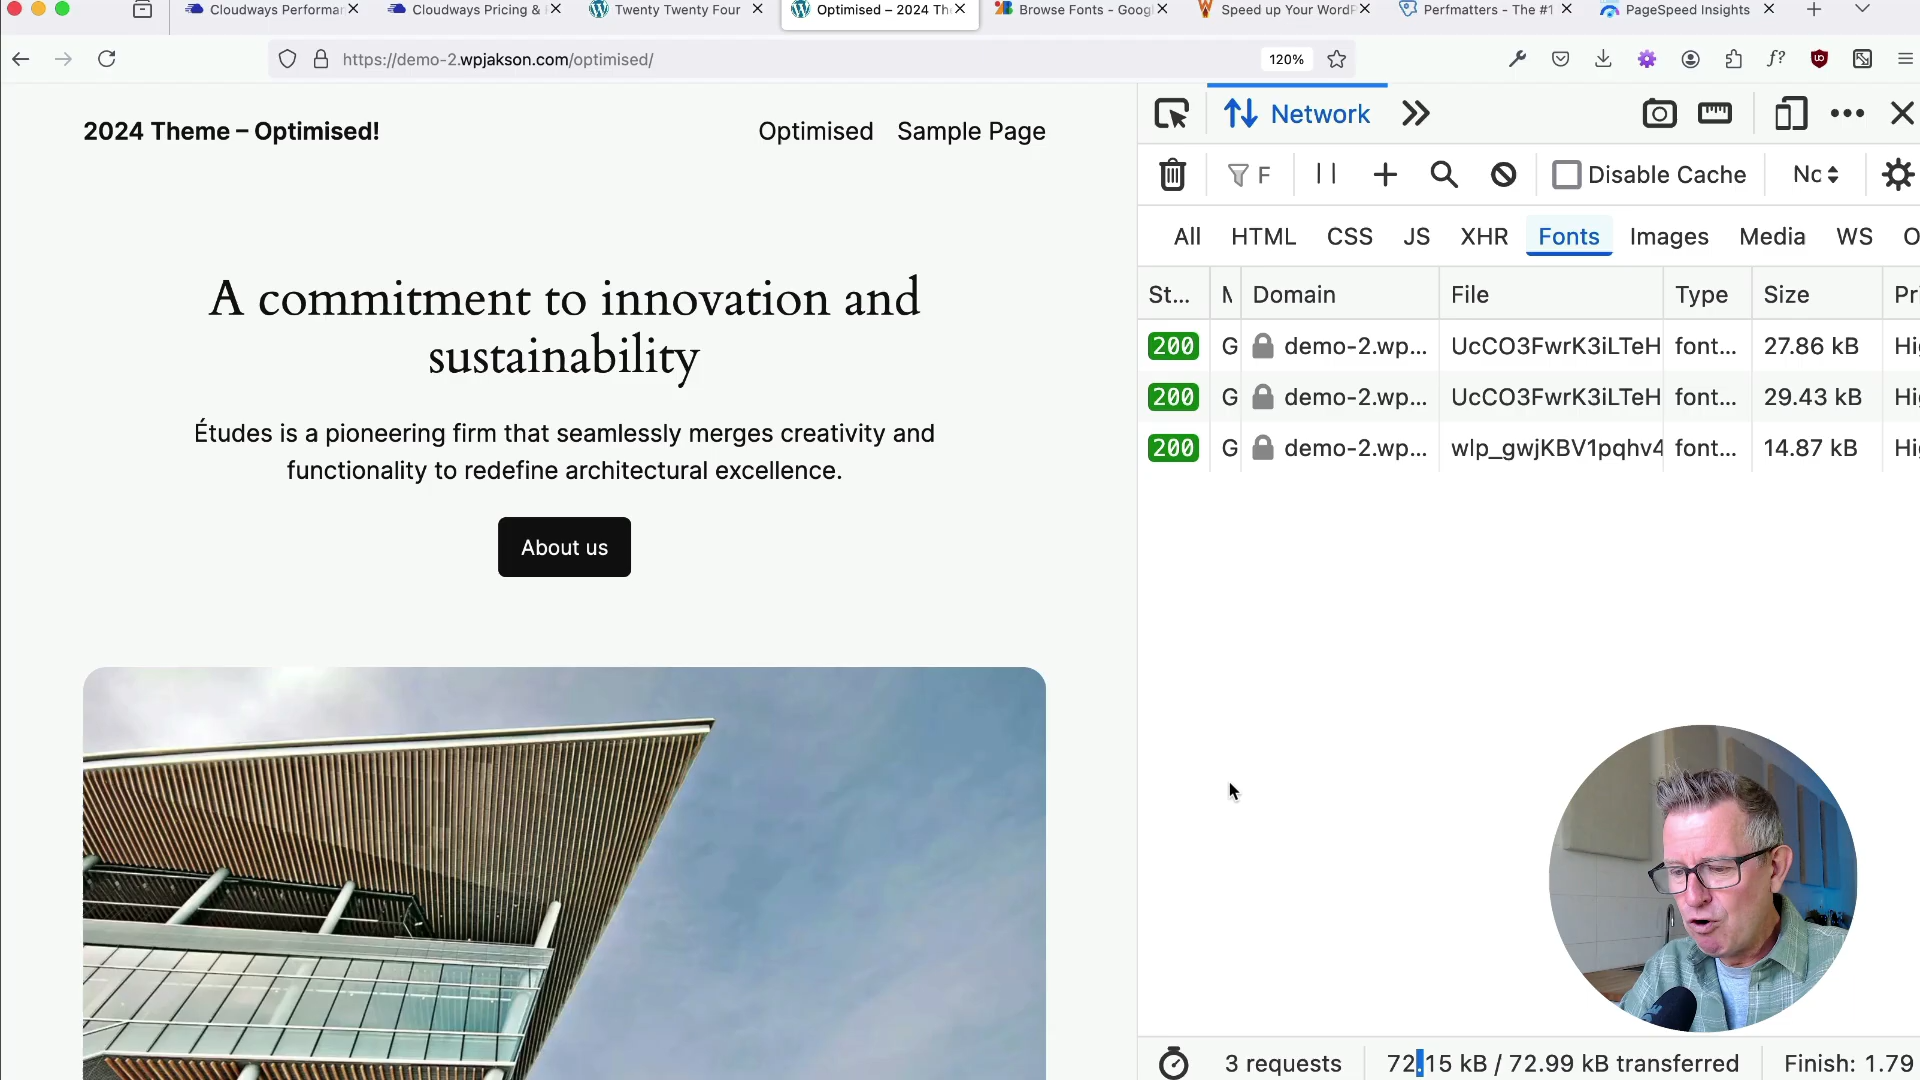 Cloudways Performar
Cloudways Pricing &
Twenty Twenty Four
Optimised – 2024 Th
Browse Fonts - Goog
Speed up Your WordP
Perfmatters - The #1
PageSpeed Insights
https://demo-2.wpjakson.com/optimised/
120%
f?
2024 Theme – Optimised!
Optimised
Sample Page
A commitment to innovation and
sustainability
Études is a pioneering firm that seamlessly merges creativity and
functionality to redefine architectural excellence.
About us
Network
F
Disable Cache
No
All HTML CSS JS XHR Fonts Images Media WS O
St... M Domain File Type Size Pri
200 G demo-2.wp... UcCO3FwrK3iLTeH font... 27.86 kB Hig
200 G demo-2.wp... UcCO3FwrK3iLTeH font... 29.43 kB Hig
200 G demo-2.wp... wlp_gwjKBV1pqhv4 font... 14.87 kB Hig
3 requests 72.15 kB / 72.99 kB transferred Finish: 1.79